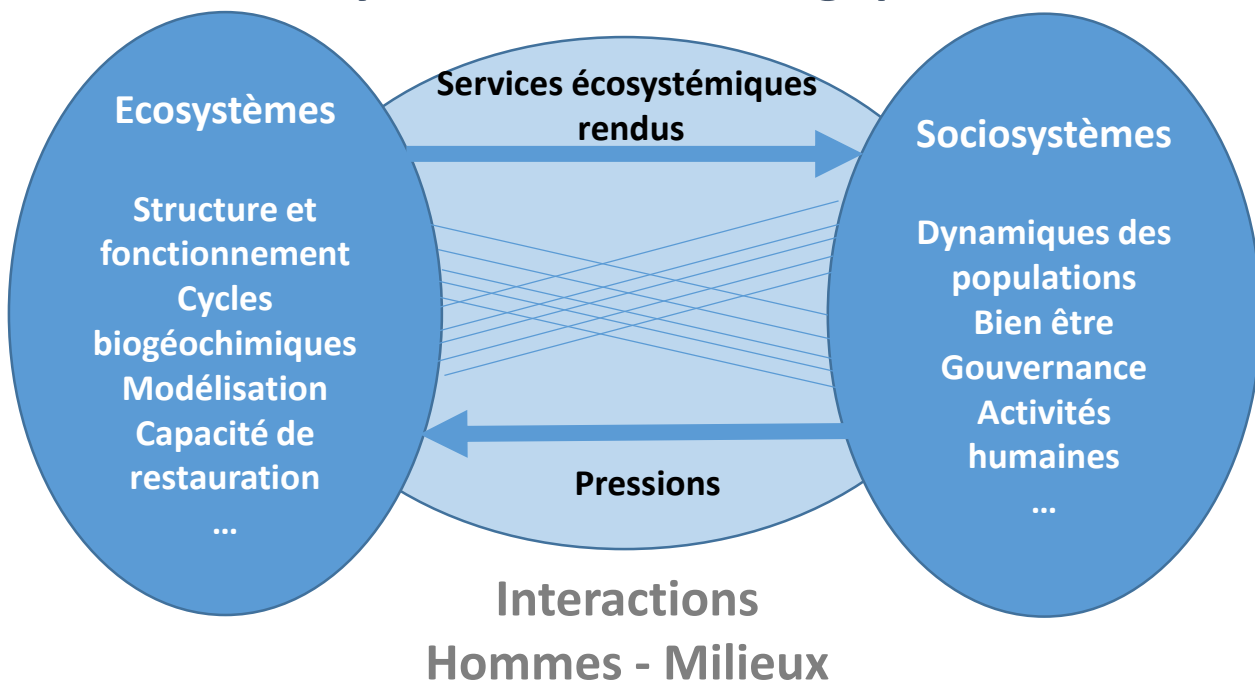 Services écosystémiques
rendus
Ecosystèmes
Structure et
fonctionnement
Cycles
biogéochimiques
Modélisation
Capacité de
restauration
...
Sociosystèmes
Dynamiques des
populations
Bien être
Gouvernance
Activités
humaines
...
Pressions
Interactions
Hommes - Milieux